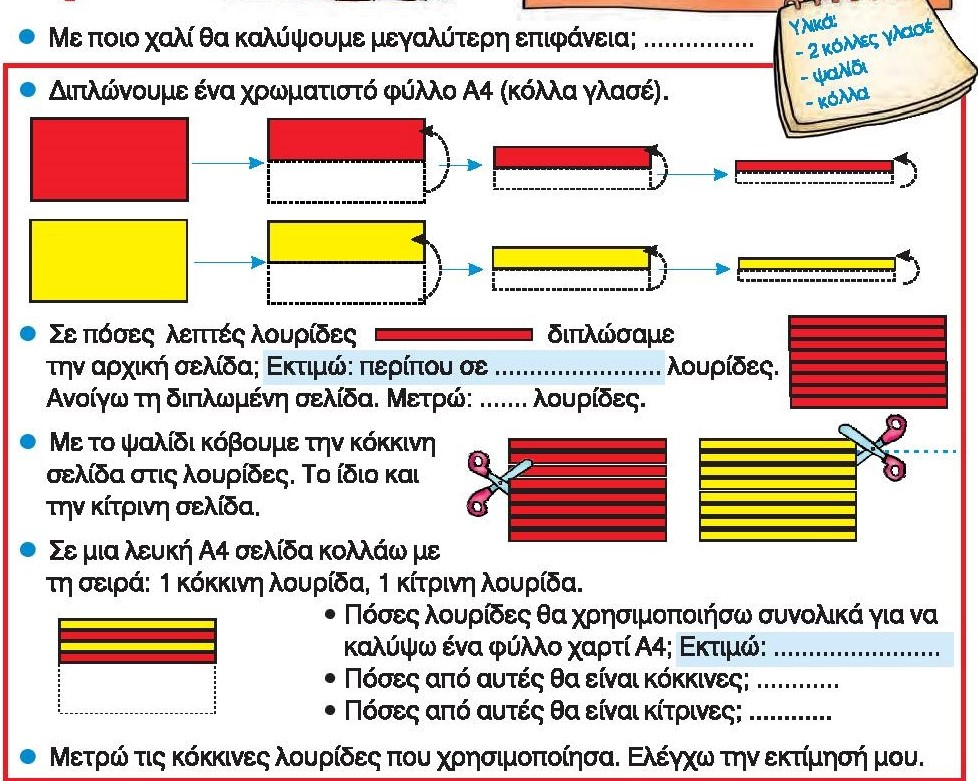 ● Με ποιο χαλί θα καλύψουμε μεγαλύτερη επιφάνεια; ................
Υλικά:
- 2 κόλλες γλασέ
- ψαλίδι
- κόλλα
● Διπλώνουμε ένα χρωματιστό φύλλο Α4 (κόλλα γλασέ).
● Σε πόσες λεπτές λουρίδες διπλώσαμε
την αρχική σελίδα; Εκτιμώ: περίπου σε ........................ λουρίδες.
Ανοίγω τη διπλωμένη σελίδα. Μετρώ: ....... λουρίδες.
● Με το ψαλίδι κόβουμε την κόκκινη
σελίδα στις λουρίδες. Το ίδιο και
την κίτρινη σελίδα.
● Σε μια λευκή Α4 σελίδα κολλάω με
τη σειρά: 1 κόκκινη λουρίδα, 1 κίτρινη λουρίδα.
• Πόσες λουρίδες θα χρησιμοποιήσω συνολικά για να
καλύψω ένα φύλλο χαρτί Α4; Εκτιμώ: ........................
• Πόσες από αυτές θα είναι κόκκινες; ............
• Πόσες από αυτές θα είναι κίτρινες; ............
● Μετρώ τις κόκκινες λουρίδες που χρησιμοποίησα. Ελέγχω την εκτίμησή μου.